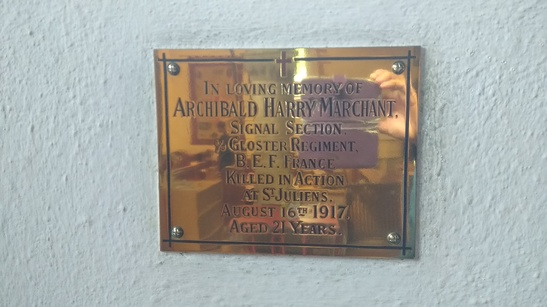 IN LOVING MEMORY OF
ARCHIBALD HARRY MARCHANT.
SIGNAL SECTION.
GLOSTER REGIMENT.
B.E.F. FRANCE
KILLED IN ACTION
AT ST JULIENS.
AUGUST 16TH 1917.
AGED 21 YEARS.